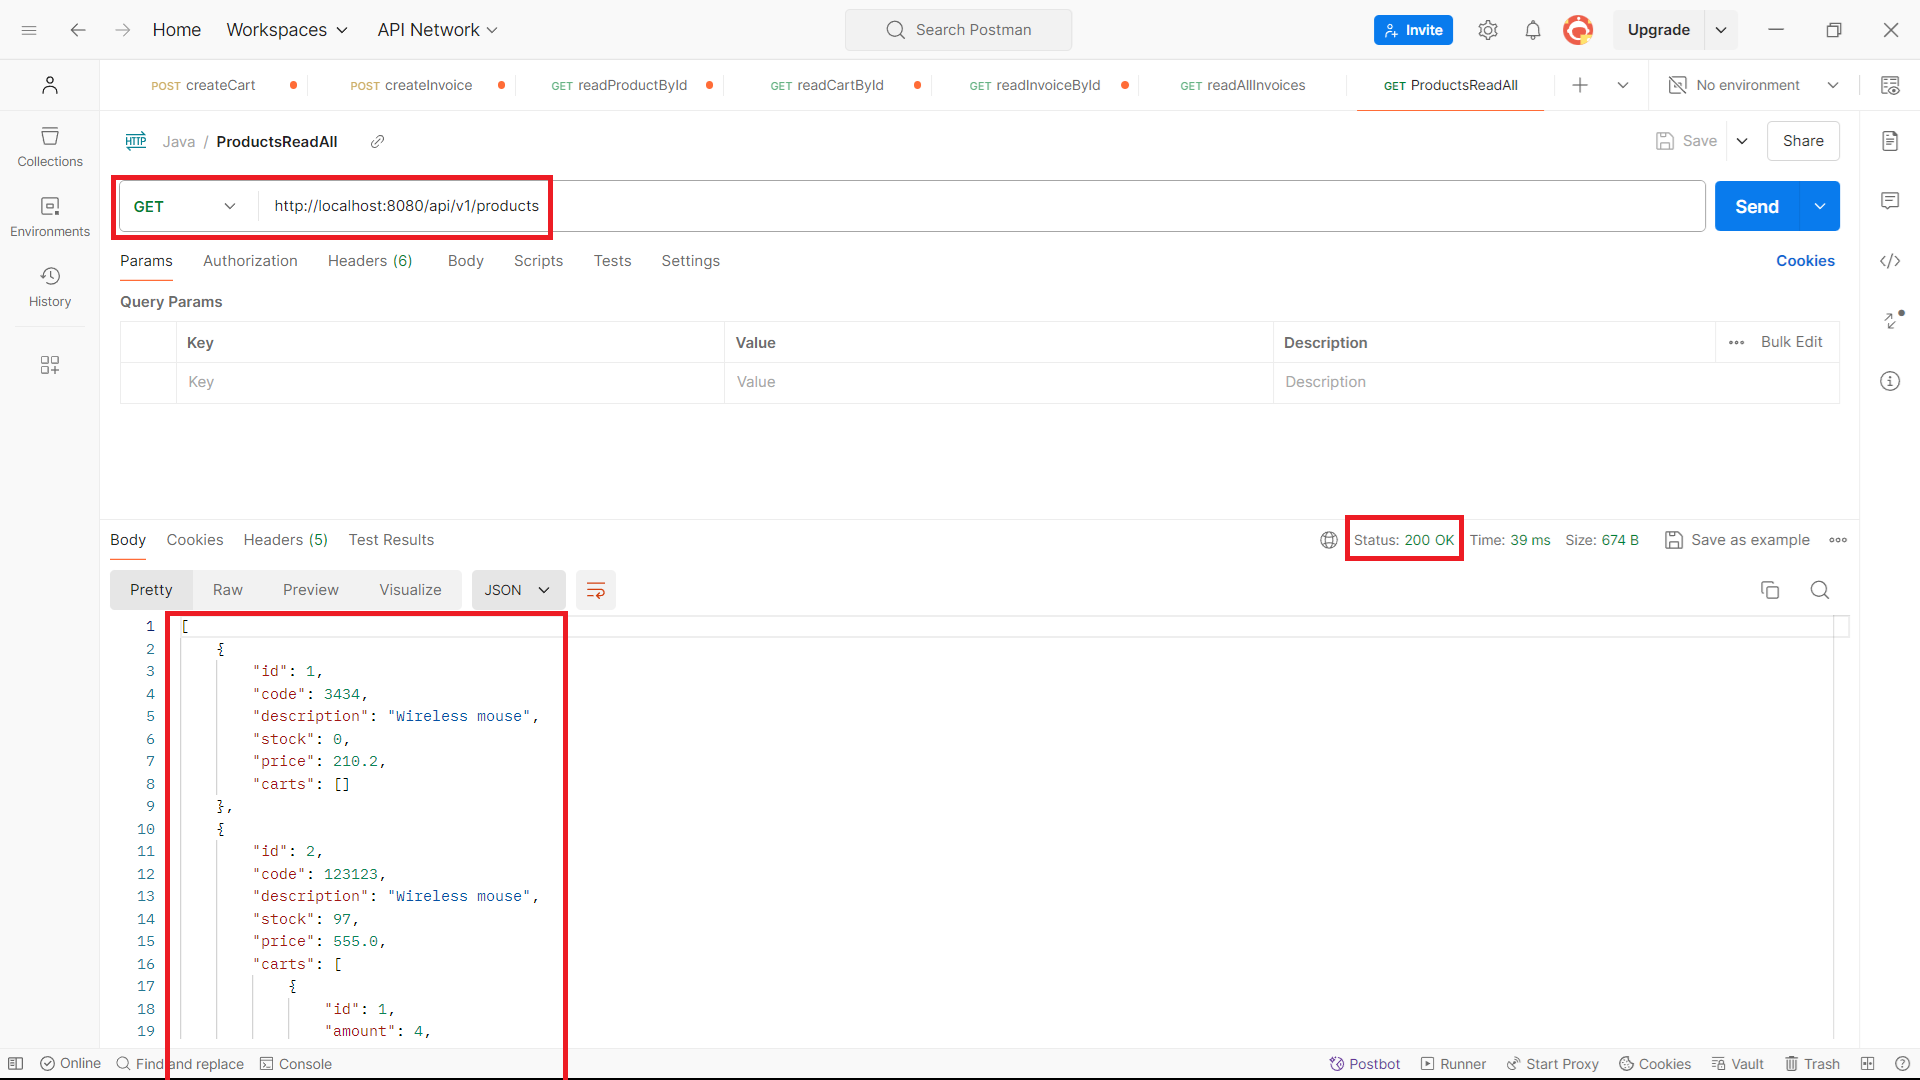 Home Workspaces API Network Search Postman Invite Upgrade
POST createCart POST createInvoice GET readProductById GET readCartById GET readInvoiceById GET readAllInvoices GET ProductsReadAll No environment
HTTP Java / ProductsReadAll Save Share
Collections
GET http://localhost:8080/api/v1/products Send
Environments
Params Authorization Headers (6) Body Scripts Tests Settings Cookies
History
Query Params
Key Value Description Bulk Edit
Key Value Description
Body Cookies Headers (5) Test Results Status: 200 OK Time: 39 ms Size: 674 B Save as example
Pretty Raw Preview Visualize JSON
1 [
2 {
3 "id": 1,
4 "code": 3434,
5 "description": "Wireless mouse",
6 "stock": 0,
7 "price": 210.2,
8 "carts": []
9 },
10 {
11 "id": 2,
12 "code": 123123,
13 "description": "Wireless mouse",
14 "stock": 97,
15 "price": 555.0,
16 "carts": [
17 {
18 "id": 1,
19 "amount": 4,
Online Find and replace Console Postbot Runner Start Proxy Cookies Vault Trash